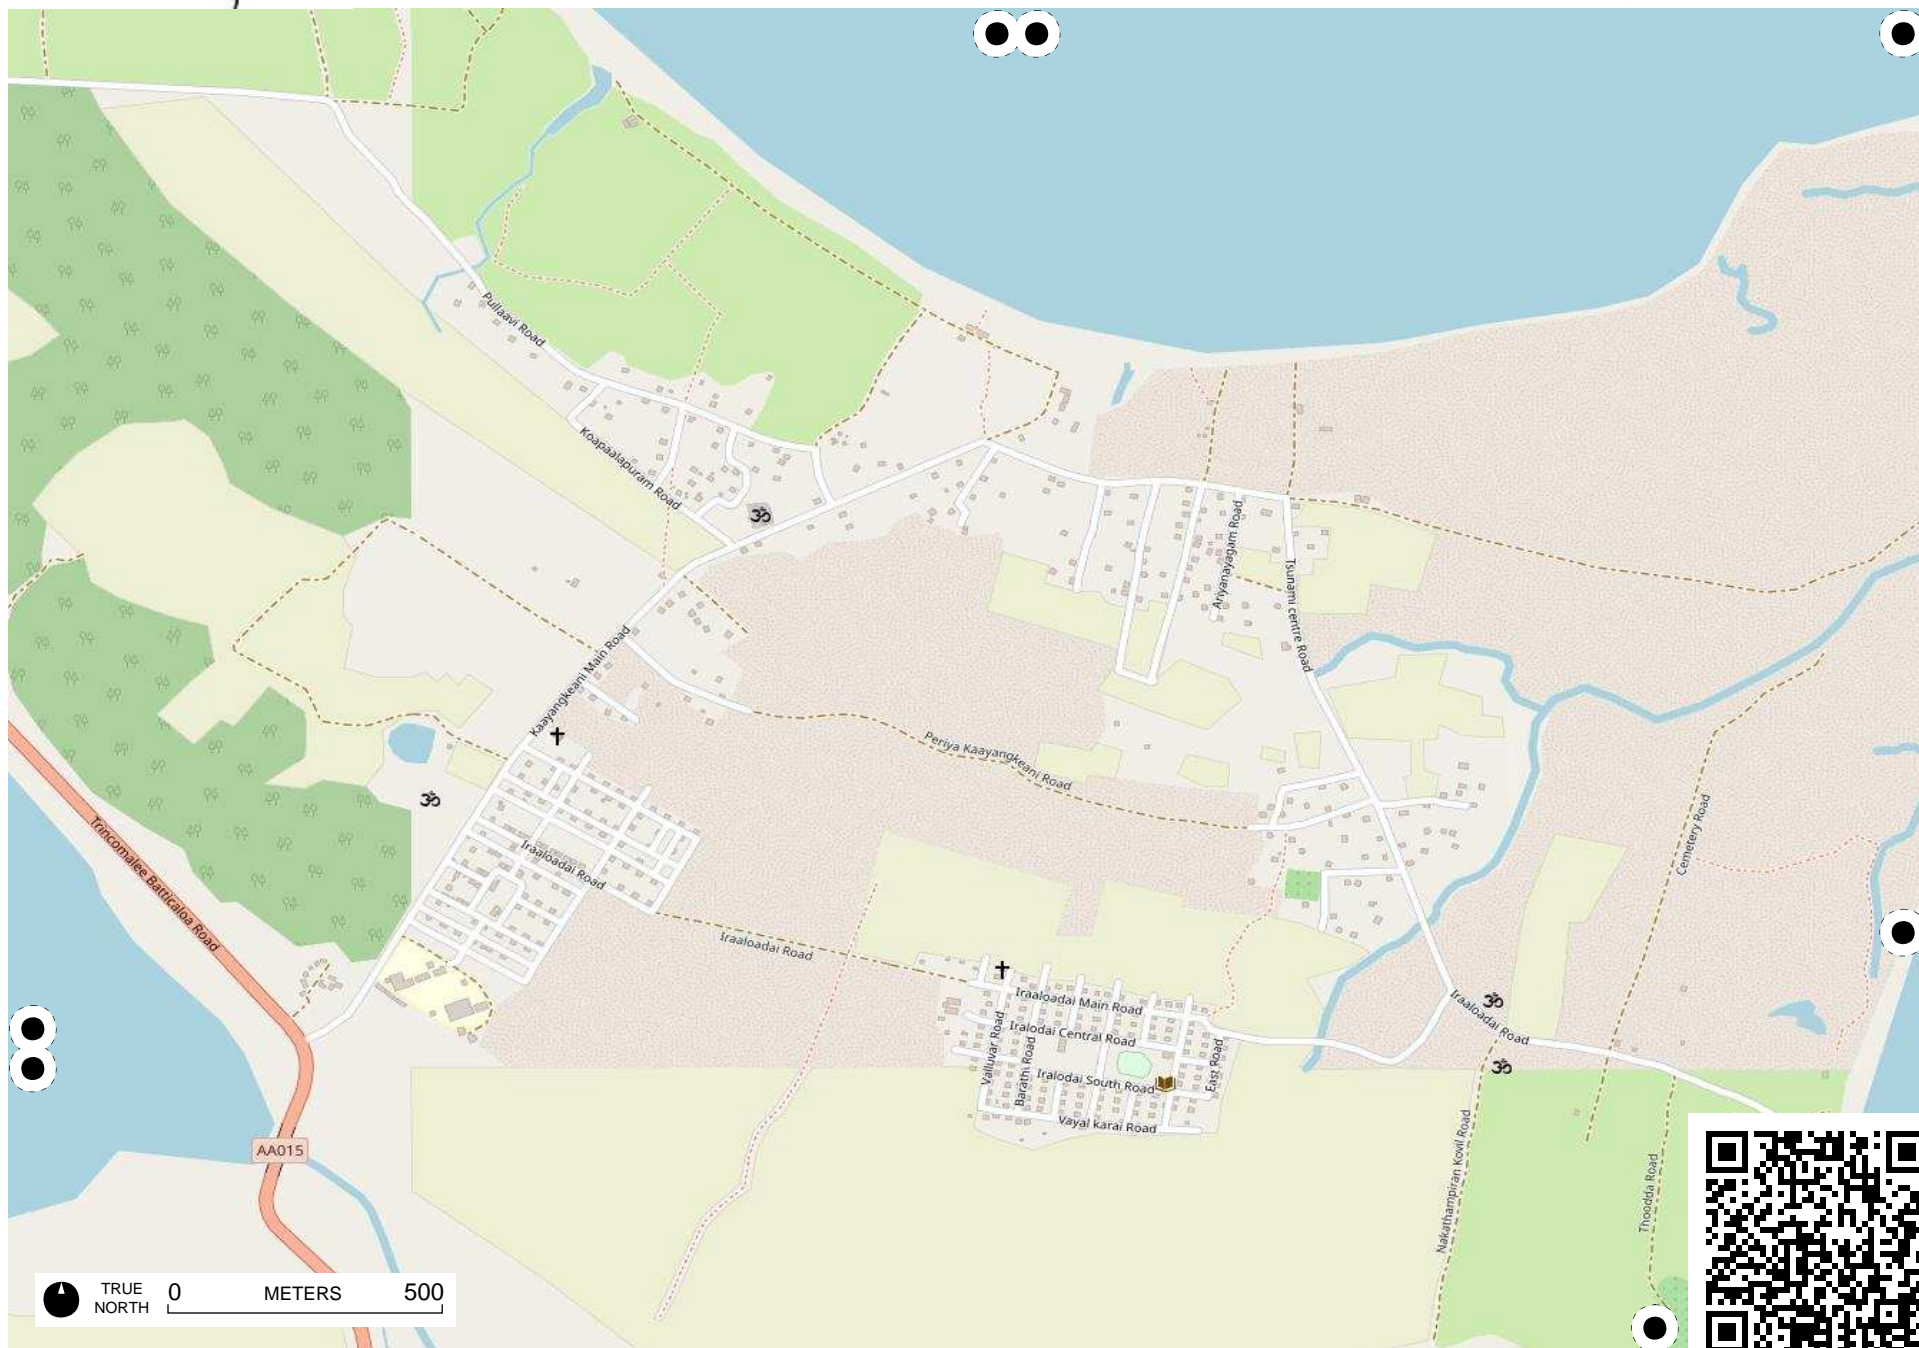 Pullaavi Road
Koapaalapuram Road
Ariyanayagam Road
Tsunami centre Road
Kaayangkeani Main Road
Periya Kaayangkeani Road
ॐ
ॐ
Trincomalee Batticaloa Road
Iraaloadai Road
Cemetery Road
Iraaloadai Road
Iraaloadai Main Road
Iralodai Central Road
Iralodai South Road
Valluvar Road
Barathi Road
East Road
Vayal karai Road
ॐ
Iraaloadai Road
ॐ
AA015
Nakathampiran Kovil Road
Thoodda Road
TRUE
NORTH
0 METERS 500